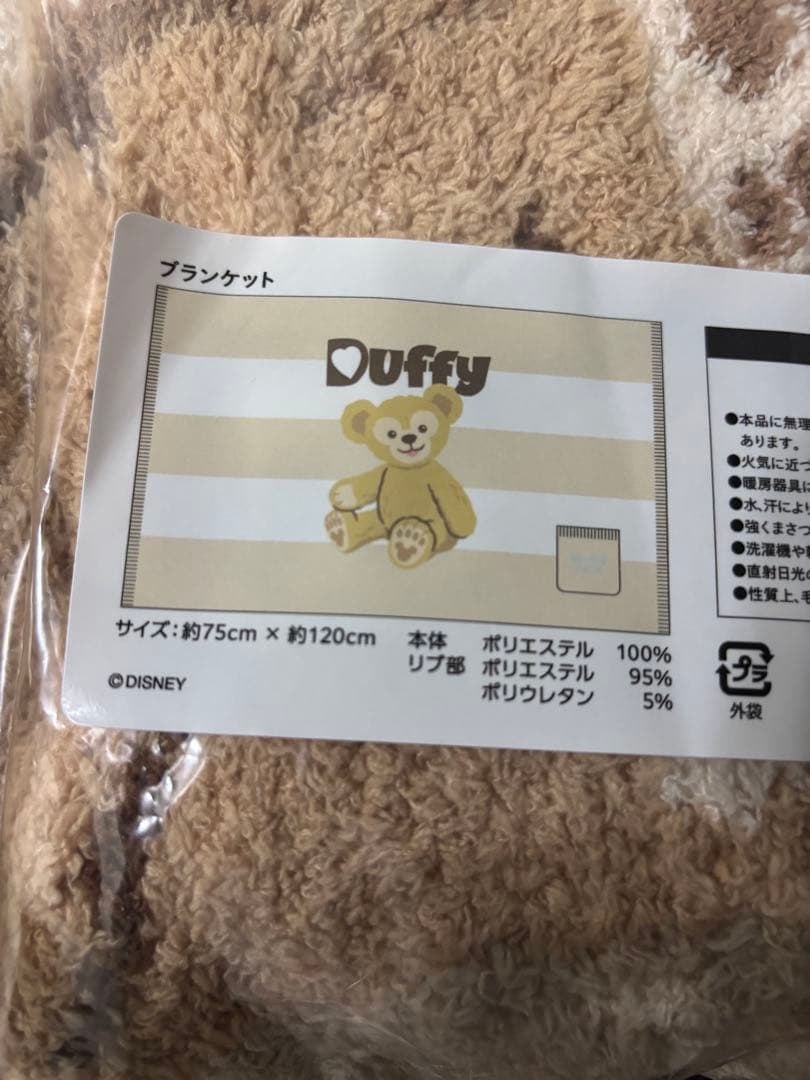 ブランケット
Duffy
サイズ：約75cm × 約120cm
本体 ポリエステル 100%
リブ部 ポリエステル 95%
ポリウレタン 5%
©DISNEY
●本品に無理
あります。
●火気に近づ
●暖房器具に
●水、汗により
●強くまさつ
●洗濯機や
●直射日光の
●性質上、毛
プラ
外袋